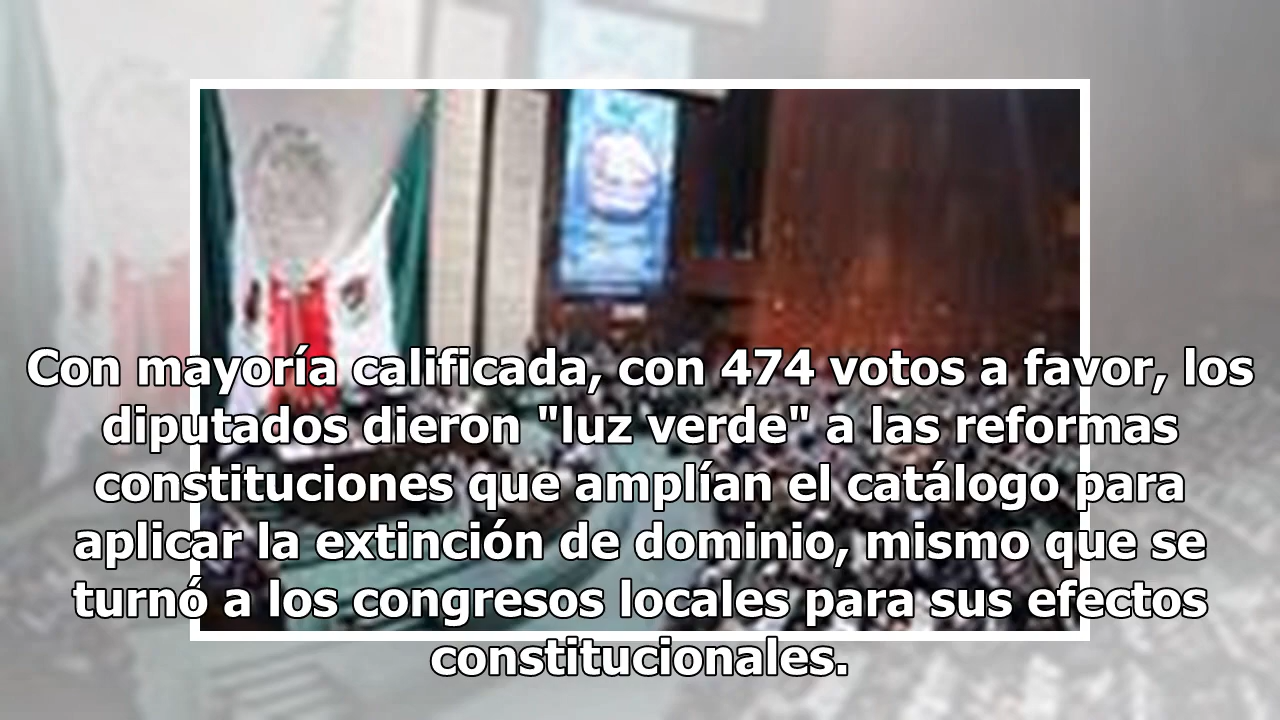 Con mayoría calificada, con 474 votos a favor, los
diputados dieron "luz verde" a las reformas
constituciones que amplían el catálogo para
aplicar la extinción de dominio, mismo que se
turnó a los congresos locales para sus efectos
constitucionales.